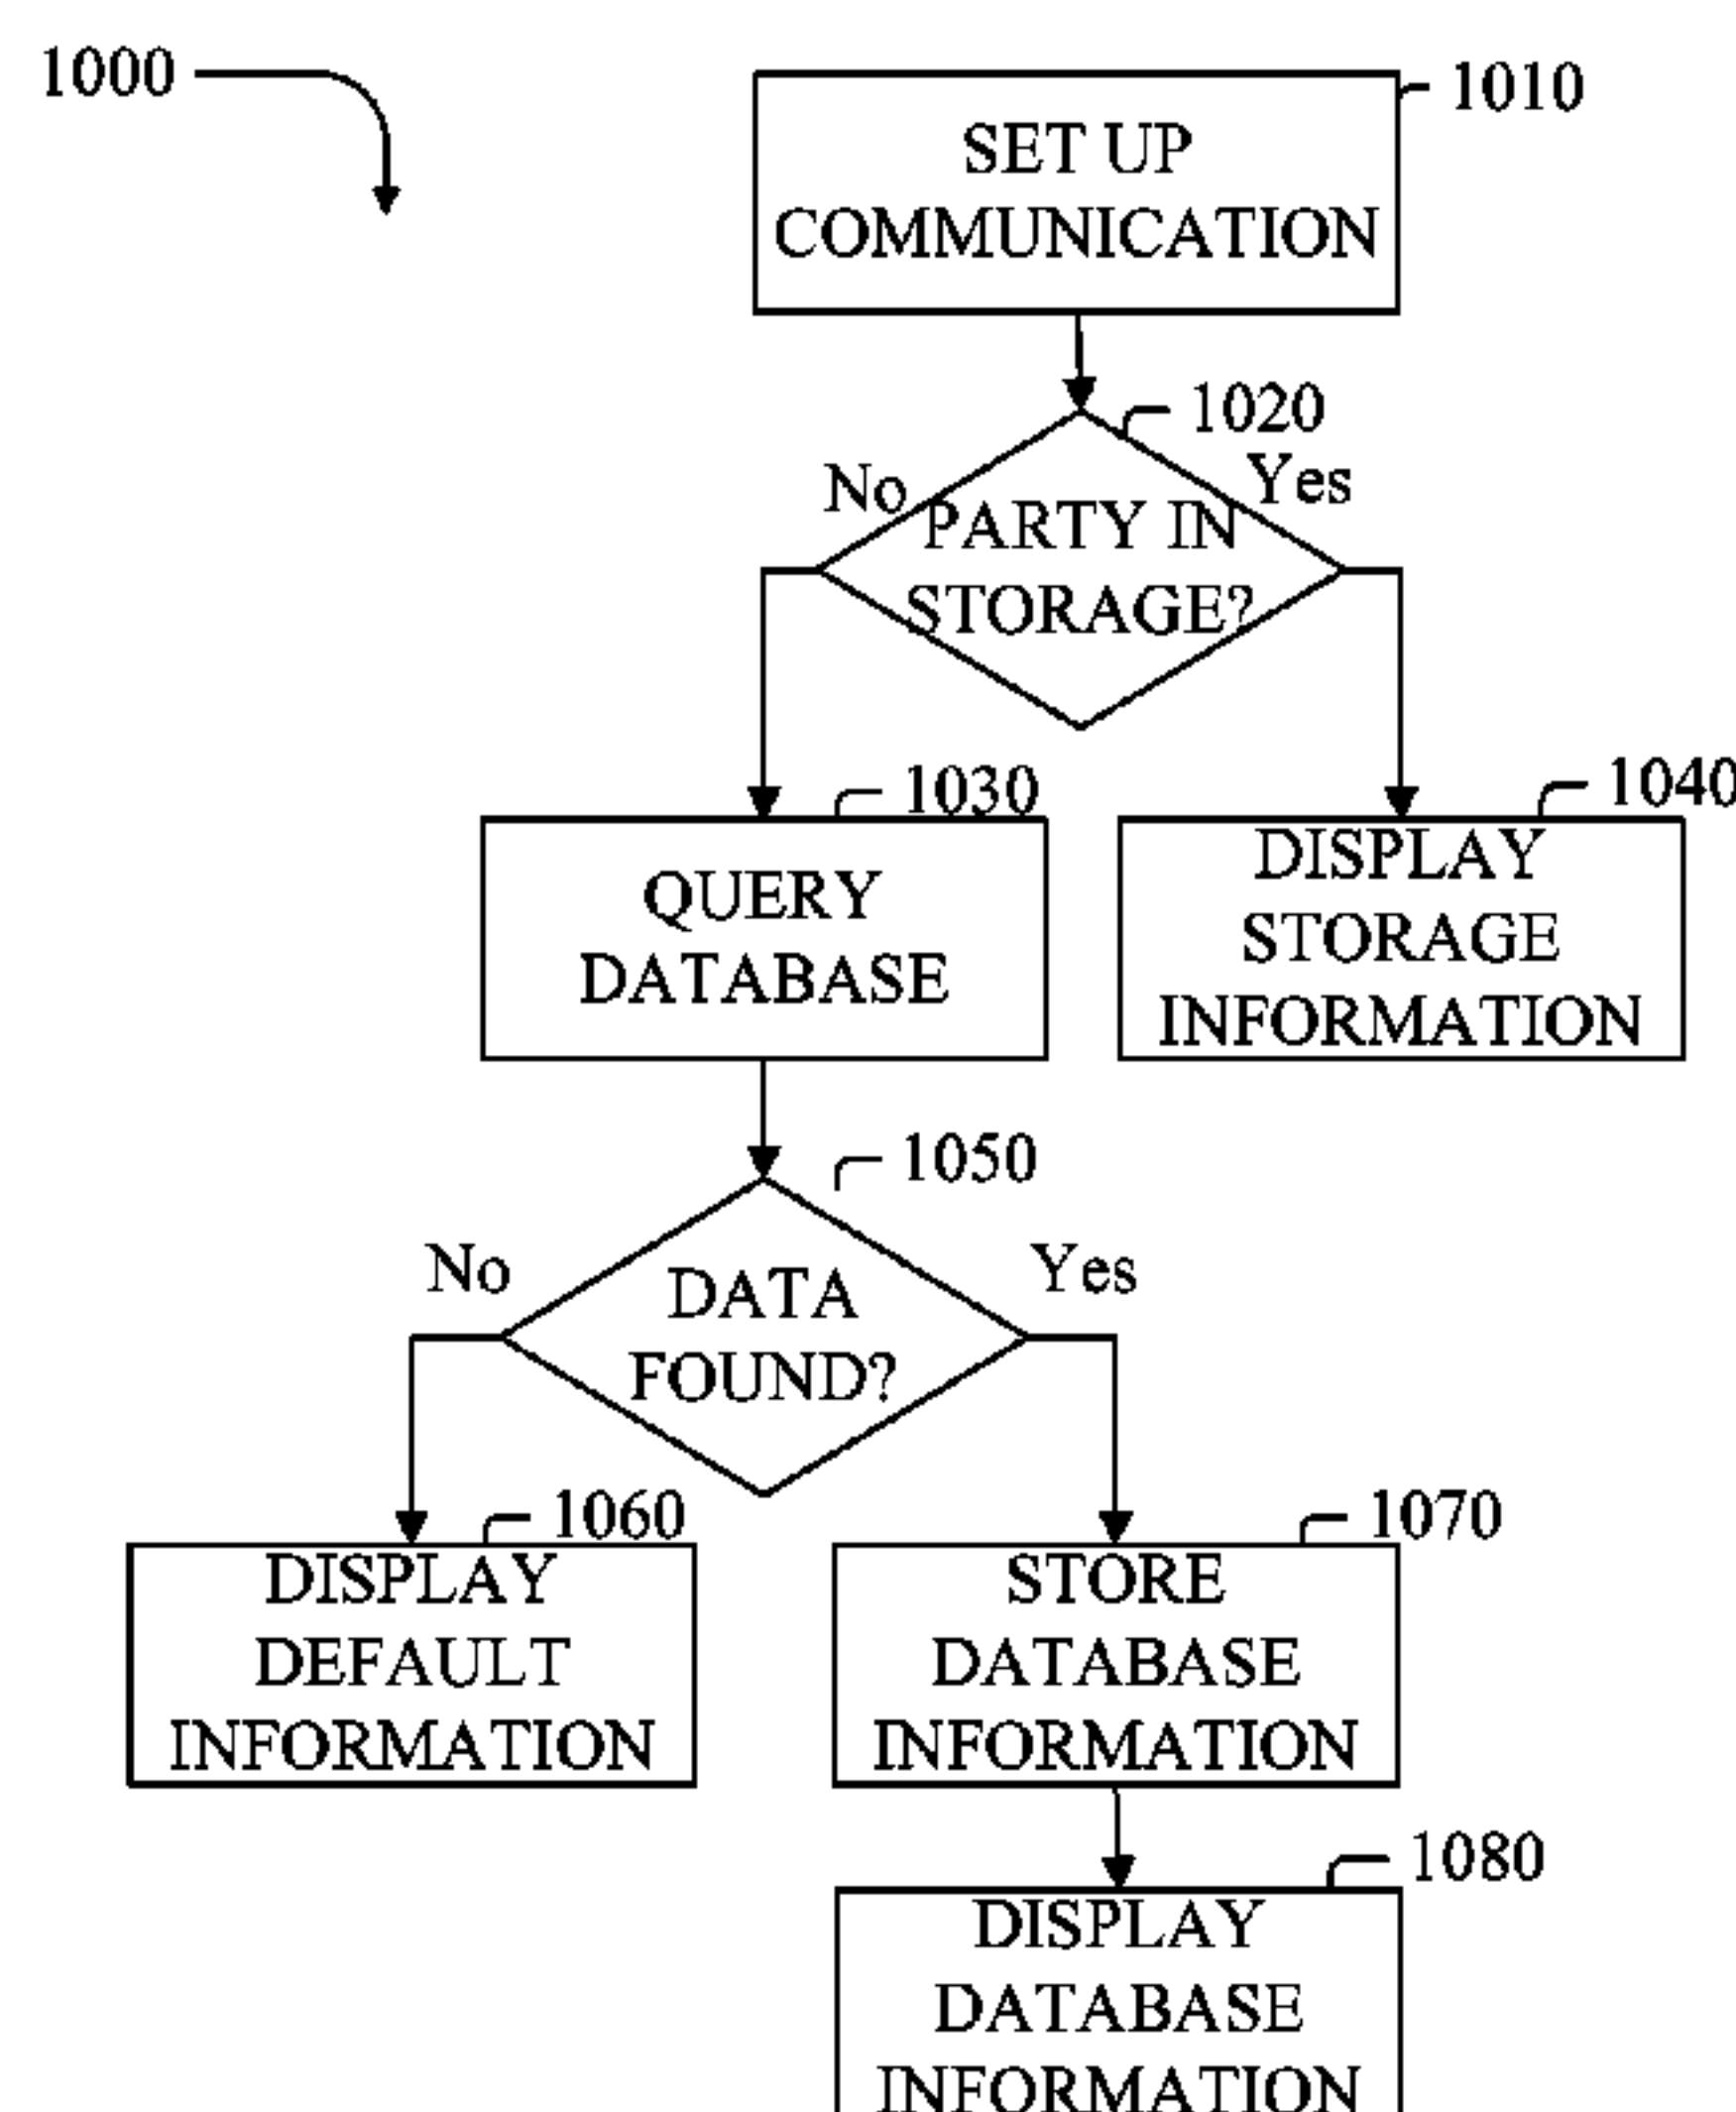 1000
1010
SET UP
COMMUNICATION
1020
No
Yes
PARTY IN
STORAGE?
1030
1040
QUERY
DATABASE
DISPLAY
STORAGE
INFORMATION
1050
No
Yes
DATA
FOUND?
1060
1070
DISPLAY
DEFAULT
INFORMATION
STORE
DATABASE
INFORMATION
1080
DISPLAY
DATABASE
INFORMATION